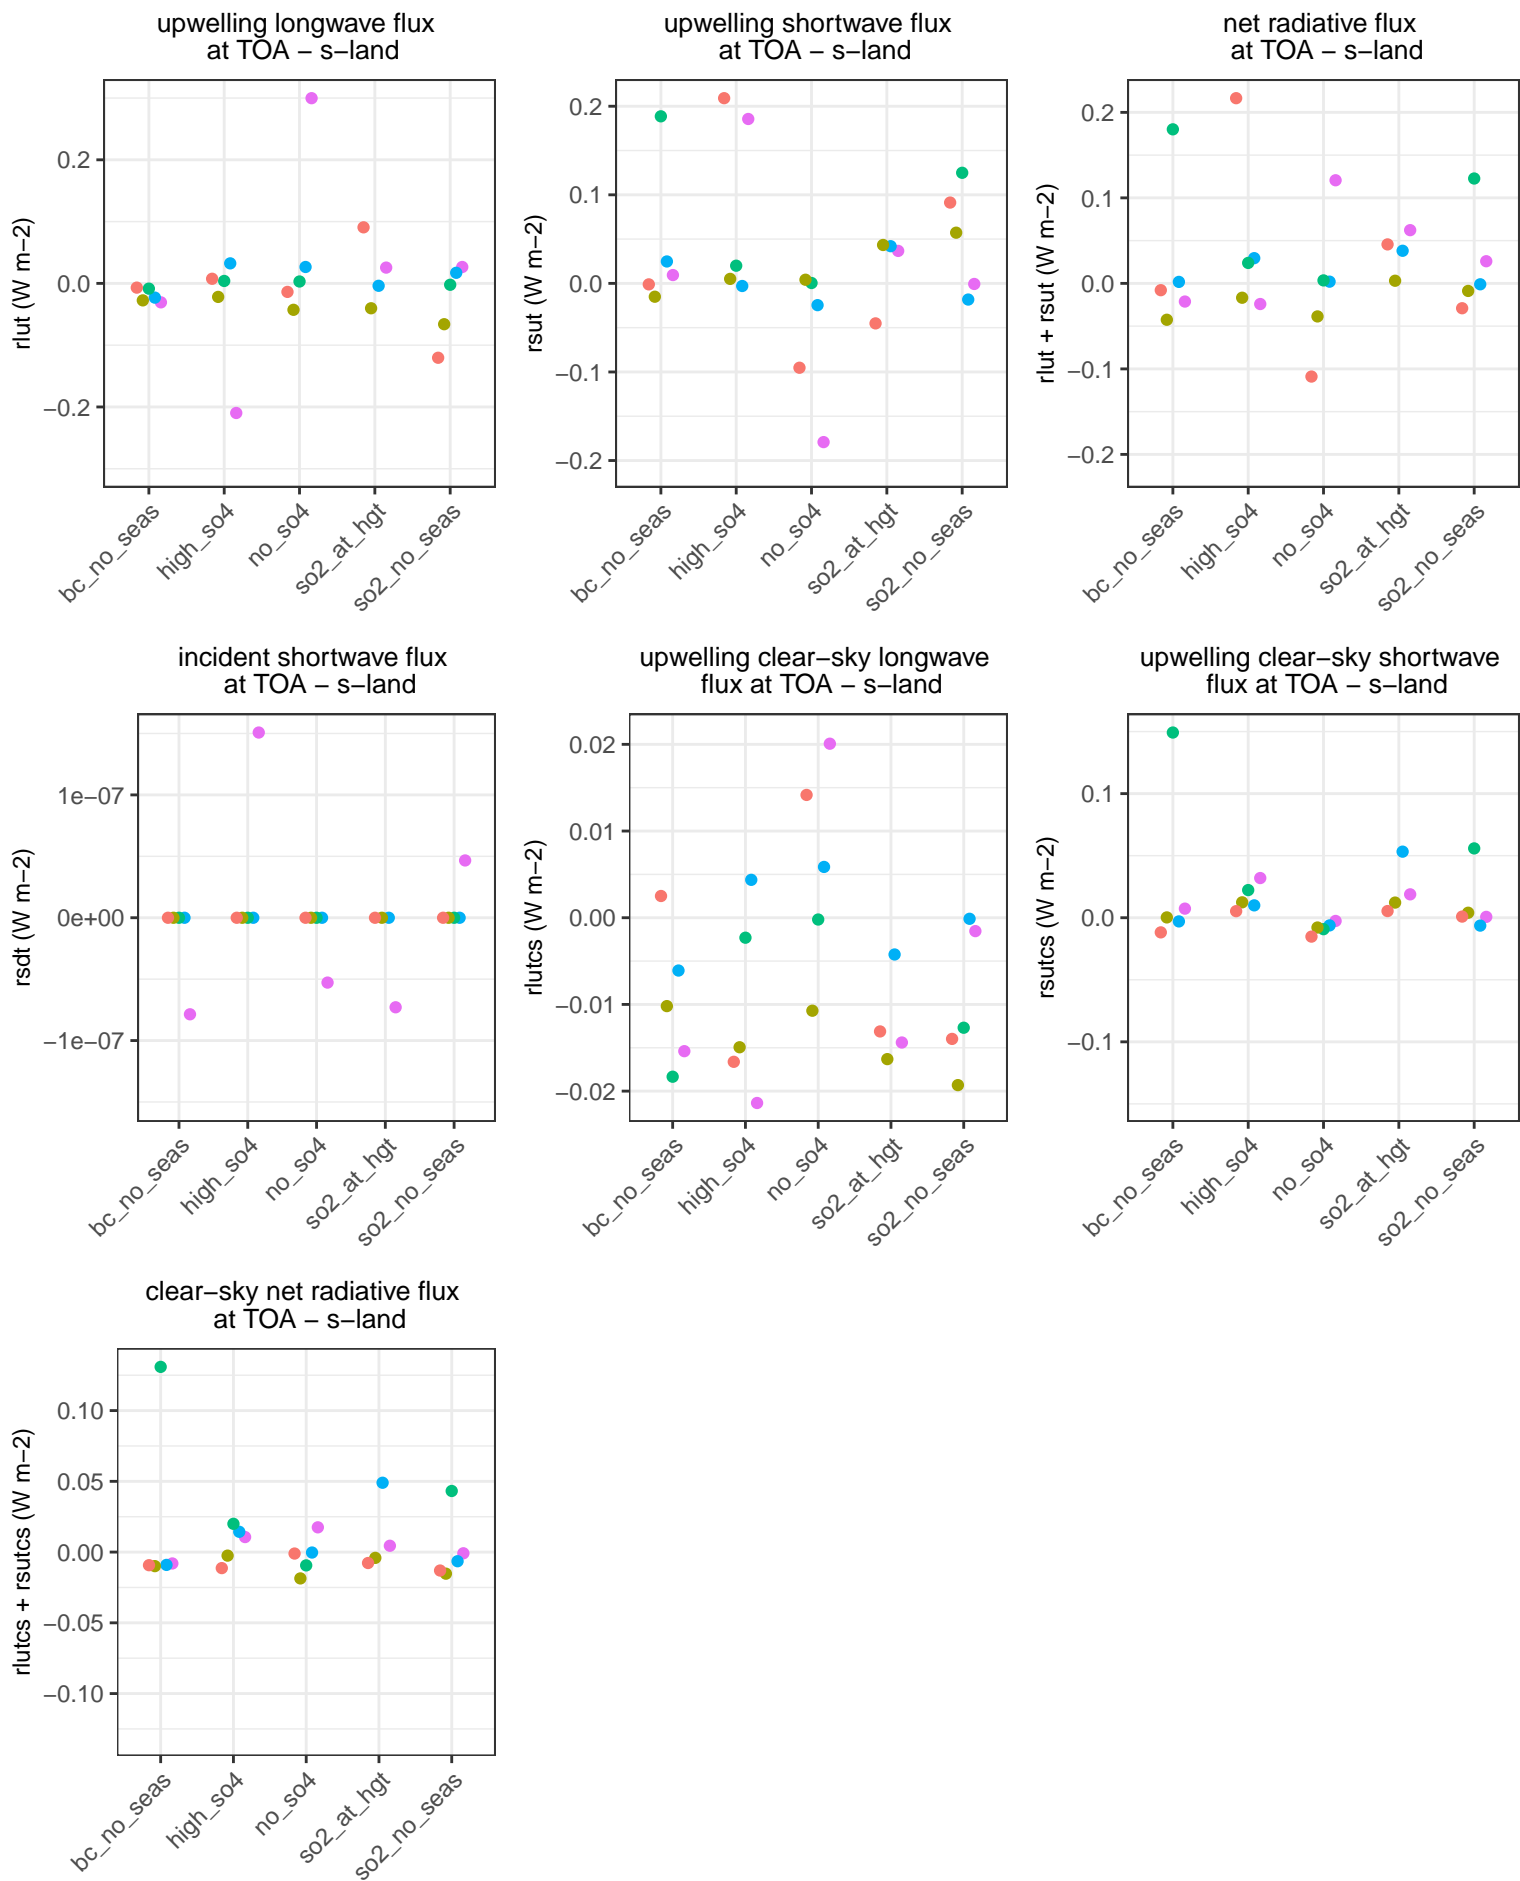 upwelling longwave flux
at TOA − s−land
rlut (W m−2)
0.2
0.0
−0.2
bc_no_seas
high_so4
no_so4
so2_at_hgt
so2_no_seas
upwelling shortwave flux
at TOA − s−land
rsut (W m−2)
0.2
0.1
0.0
−0.1
−0.2
bc_no_seas
high_so4
no_so4
so2_at_hgt
so2_no_seas
net radiative flux
at TOA − s−land
rlut + rsut (W m−2)
0.2
0.1
0.0
−0.1
−0.2
bc_no_seas
high_so4
no_so4
so2_at_hgt
so2_no_seas
incident shortwave flux
at TOA − s−land
rsdt (W m−2)
1e−07
0e+00
−1e−07
bc_no_seas
high_so4
no_so4
so2_at_hgt
so2_no_seas
upwelling clear−sky longwave
flux at TOA − s−land
rlutcs (W m−2)
0.02
0.01
0.00
−0.01
−0.02
bc_no_seas
high_so4
no_so4
so2_at_hgt
so2_no_seas
upwelling clear−sky shortwave
flux at TOA − s−land
rsutcs (W m−2)
0.1
0.0
−0.1
bc_no_seas
high_so4
no_so4
so2_at_hgt
so2_no_seas
clear−sky net radiative flux
at TOA − s−land
rlutcs + rsutcs (W m−2)
0.10
0.05
0.00
−0.05
−0.10
bc_no_seas
high_so4
no_so4
so2_at_hgt
so2_no_seas